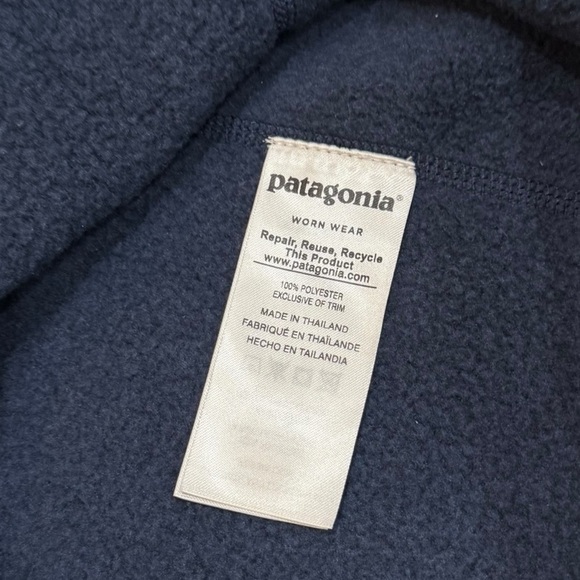 patagonia®
WORN WEAR
Repair, Reuse, Recycle
This Product
www.patagonia.com
100% POLYESTER
EXCLUSIVE OF TRIM
MADE IN THAILAND
FABRIQUÉ EN THAÏLANDE
HECHO EN TAILANDIA